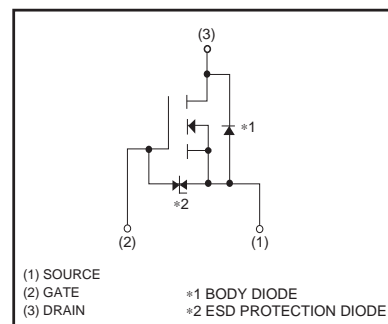 (3)
∗1
∗2
(2) (1)
(1) SOURCE
(2) GATE ∗1 BODY DIODE
(3) DRAIN ∗2 ESD PROTECTION DIODE